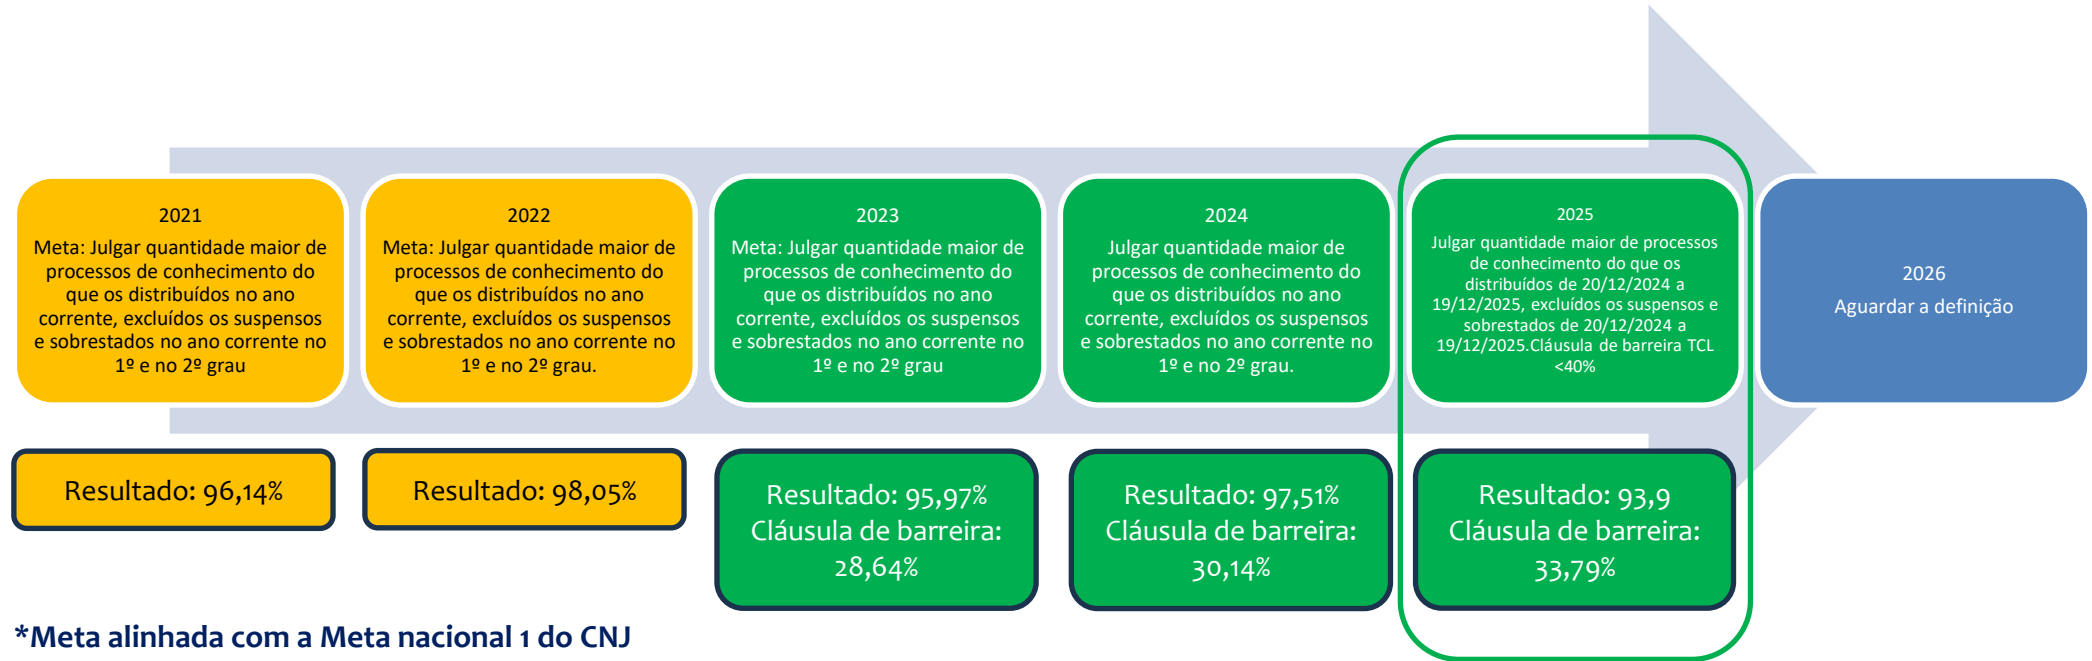 2021
Meta: Julgar quantidade maior de
processos de conhecimento do
que os distribuídos no ano
corrente, excluídos os suspensos
e sobrestados no ano corrente no
1º e no 2º grau
2022
Meta: Julgar quantidade maior de
processos de conhecimento do
que os distribuídos no ano
corrente, excluídos os suspensos
e sobrestados no ano corrente no
1º e no 2º grau.
2023
Meta: Julgar quantidade maior de
processos de conhecimento do
que os distribuídos no ano
corrente, excluídos os suspensos
e sobrestados no ano corrente no
1º e no 2º grau
2024
Julgar quantidade maior de
processos de conhecimento do
que os distribuídos no ano
corrente, excluídos os suspensos
e sobrestados no ano corrente no
1º e no 2º grau.
2025
Julgar quantidade maior de processos
de conhecimento do que os
distribuídos de 20/12/2024 a
19/12/2025, excluídos os suspensos e
sobrestados de 20/12/2024 a
19/12/2025.Cláusula de barreira TCL
<40%
2026
Aguardar a definição
Resultado: 96,14%
Resultado: 98,05%
Resultado: 95,97%
Cláusula de barreira:
28,64%
Resultado: 97,51%
Cláusula de barreira:
30,14%
Resultado: 93,9
Cláusula de barreira:
33,79%
*Meta alinhada com a Meta nacional 1 do CNJ